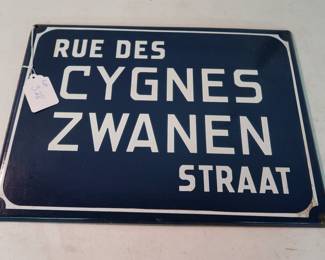 RUE DES
CYGNES
ZWANEN
STRAAT